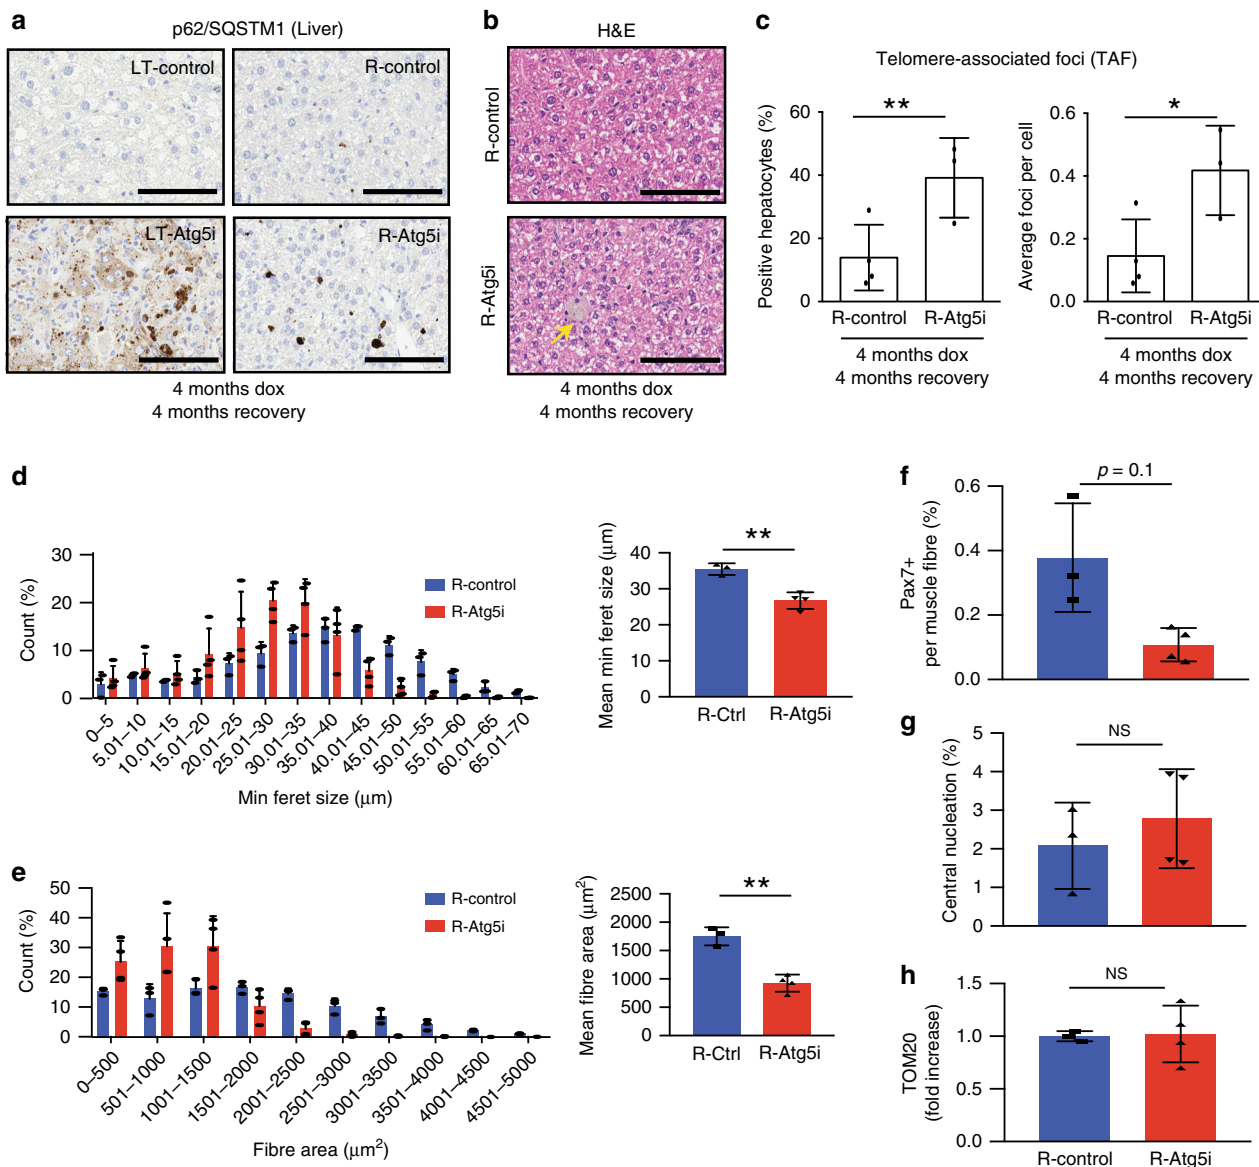 a
p62/SQSTM1 (Liver)
LT-control
R-control
LT-Atg5i
R-Atg5i
4 months dox
4 months recovery
b
H&E
R-control
R-Atg5i
4 months dox
4 months recovery
c
Telomere-associated foci (TAF)
Positive hepatocytes (%)
60
40
20
0
**
R-control
R-Atg5i
4 months dox
4 months recovery
Average foci per cell
0.6
0.4
0.2
0.0
*
R-control
R-Atg5i
4 months dox
4 months recovery
d
Count (%)
30
20
10
0
R-control
R-Atg5i
0–5
5.01–10
10.01–15
15.01–20
20.01–25
25.01–30
30.01–35
35.01–40
40.01–45
45.01–50
50.01–55
55.01–60
60.01–65
65.01–70
Min feret size (μm)
Mean min feret size (μm)
40
30
20
10
0
**
R-Ctrl
R-Atg5i
e
Count (%)
50
40
30
20
10
0
R-control
R-Atg5i
0–500
501–1000
1001–1500
1501–2000
2001–2500
2501–3000
3001–3500
3501–4000
4001–4500
4501–5000
Fibre area (μm²)
Mean fibre area (μm²)
2500
2000
1500
1000
500
0
**
R-Ctrl
R-Atg5i
f
Pax7+
per muscle fibre (%)
0.6
0.4
0.2
0.0
p = 0.1
g
Central nucleation (%)
5
4
3
2
1
0
NS
h
TOM20
(fold increase)
1.5
1.0
0.5
0.0
NS
R-control
R-Atg5i